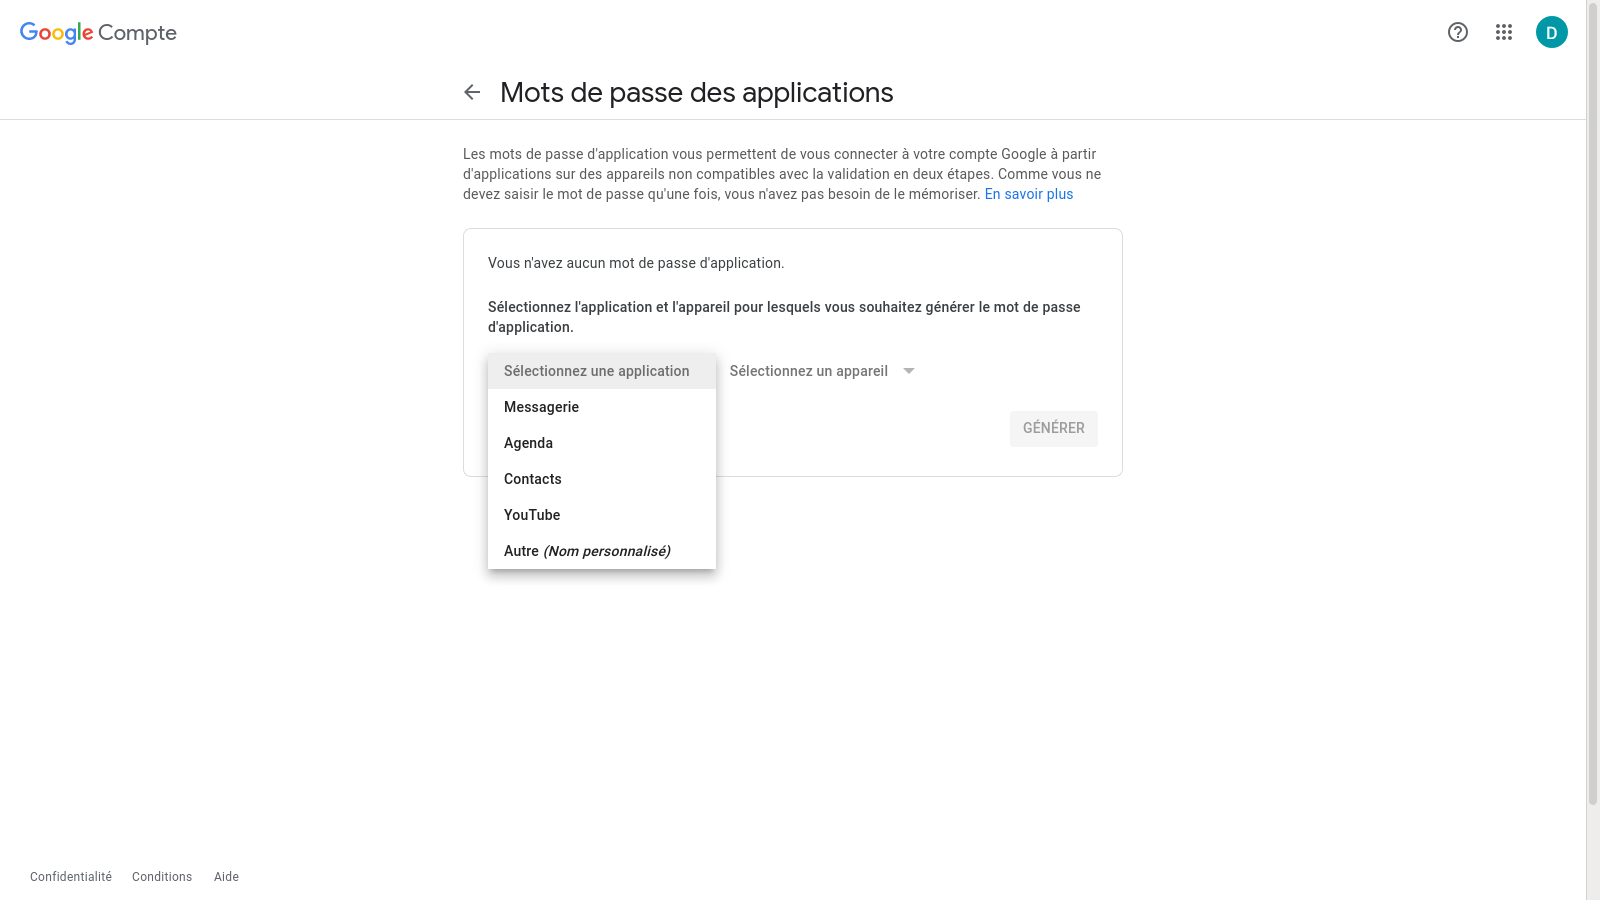 Google Compte
D
Mots de passe des applications
Les mots de passe d'application vous permettent de vous connecter à votre compte Google à partir
d'applications sur des appareils non compatibles avec la validation en deux étapes. Comme vous ne
devez saisir le mot de passe qu'une fois, vous n'avez pas besoin de le mémoriser. En savoir plus
Vous n'avez aucun mot de passe d'application.
Sélectionnez l'application et l'appareil pour lesquels vous souhaitez générer le mot de passe
d'application.
Sélectionnez une application Sélectionnez un appareil
Messagerie
GÉNÉRER
Agenda
Contacts
YouTube
Autre (Nom personnalisé)
Confidentialité Conditions Aide